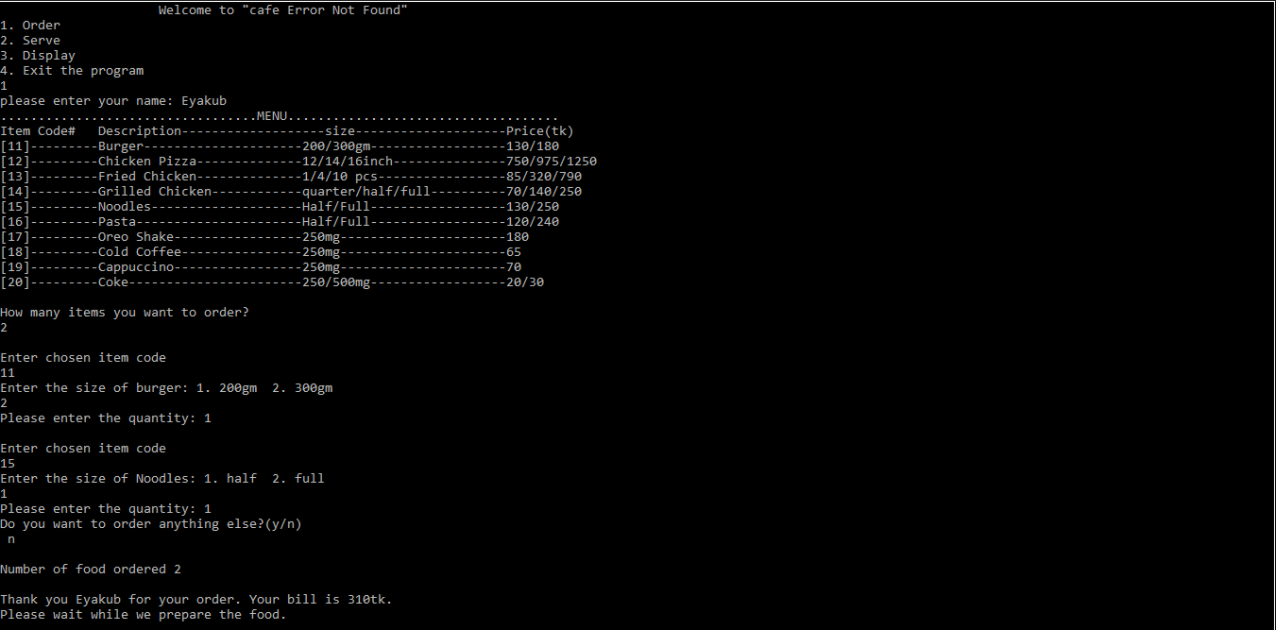 Welcome to "cafe Error Not Found"
1. Order
2. Serve
3. Display
4. Exit the program
1
please enter your name: Eyakub
..................................MENU....................................
Item Code#   Description-------------------size--------------------Price(tk)
[11]---------Burger---------------------200/300gm------------------130/180
[12]---------Chicken Pizza--------------12/14/16inch---------------750/975/1250
[13]---------Fried Chicken--------------1/4/10 pcs-----------------85/320/790
[14]---------Grilled Chicken------------quarter/half/full----------70/140/250
[15]---------Noodles--------------------Half/Full------------------130/250
[16]---------Pasta----------------------Half/Full------------------120/240
[17]---------Oreo Shake-----------------250mg----------------------180
[18]---------Cold Coffee----------------250mg----------------------65
[19]---------Cappuccino-----------------250mg----------------------70
[20]---------Coke-----------------------250/500mg------------------20/30
How many items you want to order?
2
Enter chosen item code
11
Enter the size of burger: 1. 200gm  2. 300gm
2
Please enter the quantity: 1
Enter chosen item code
15
Enter the size of Noodles: 1. half  2. full
1
Please enter the quantity: 1
Do you want to order anything else?(y/n)
n
Number of food ordered 2
Thank you Eyakub for your order. Your bill is 310tk.
Please wait while we prepare the food.